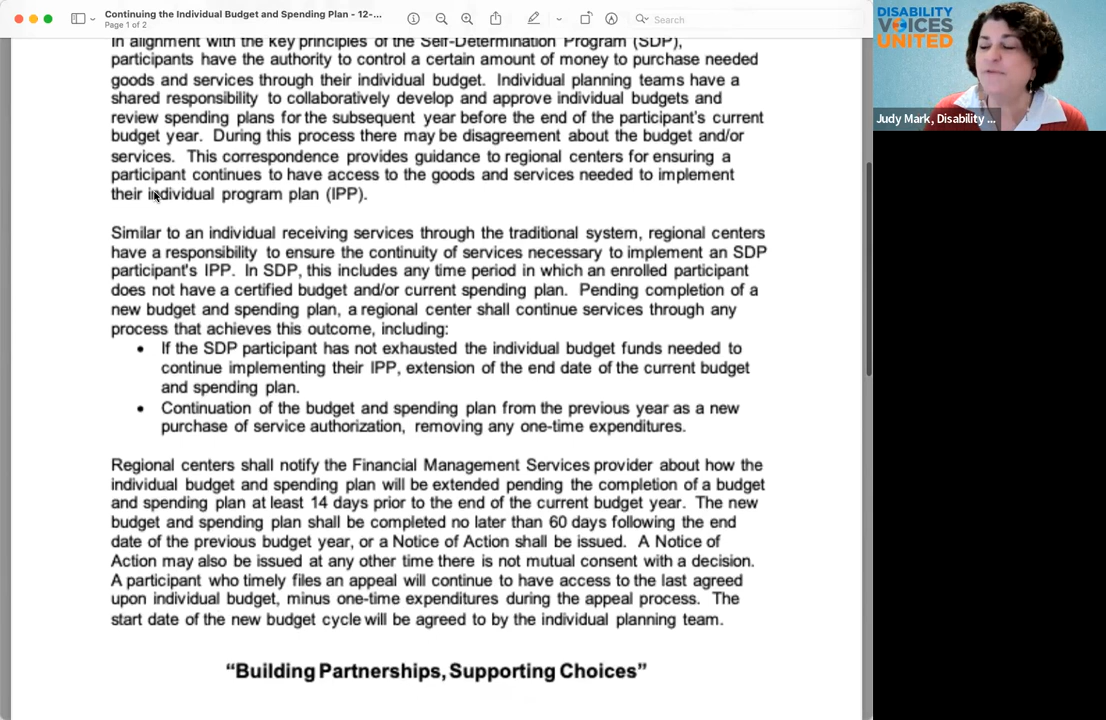 Continuing the Individual Budget and Spending Plan - 12-...
Page 1 of 2
Search
In alignment with the key principles of the Self-Determination Program (SDP),
participants have the authority to control a certain amount of money to purchase needed
goods and services through their individual budget. Individual planning teams have a
shared responsibility to collaboratively develop and approve individual budgets and
review spending plans for the subsequent year before the end of the participant's current
budget year. During this process there may be disagreement about the budget and/or
services. This correspondence provides guidance to regional centers for ensuring a
participant continues to have access to the goods and services needed to implement
their individual program plan (IPP).
Similar to an individual receiving services through the traditional system, regional centers
have a responsibility to ensure the continuity of services necessary to implement an SDP
participant's IPP. In SDP, this includes any time period in which an enrolled participant
does not have a certified budget and/or current spending plan. Pending completion of a
new budget and spending plan, a regional center shall continue services through any
process that achieves this outcome, including:
• If the SDP participant has not exhausted the individual budget funds needed to
continue implementing their IPP, extension of the end date of the current budget
and spending plan.
• Continuation of the budget and spending plan from the previous year as a new
purchase of service authorization, removing any one-time expenditures.
Regional centers shall notify the Financial Management Services provider about how the
individual budget and spending plan will be extended pending the completion of a budget
and spending plan at least 14 days prior to the end of the current budget year. The new
budget and spending plan shall be completed no later than 60 days following the end
date of the previous budget year, or a Notice of Action shall be issued. A Notice of
Action may also be issued at any other time there is not mutual consent with a decision.
A participant who timely files an appeal will continue to have access to the last agreed
upon individual budget, minus one-time expenditures during the appeal process. The
start date of the new budget cycle will be agreed to by the individual planning team.
"Building Partnerships, Supporting Choices"
DISABILITY
VOICES
UNITED
Judy Mark, Disability ...